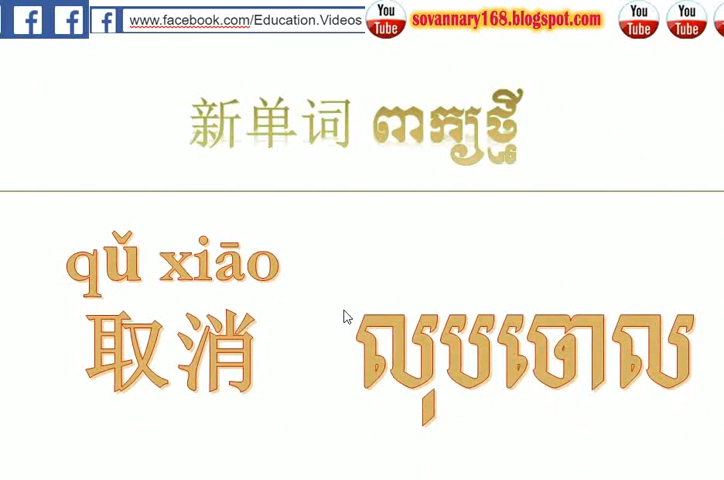 www.facebook.com/Education.Videos You Tube sovannary168.blogspot.com You Tube You Tube
新单词 ពាក្យថ្មី
qǔ xiāo
取消 លុបចោល